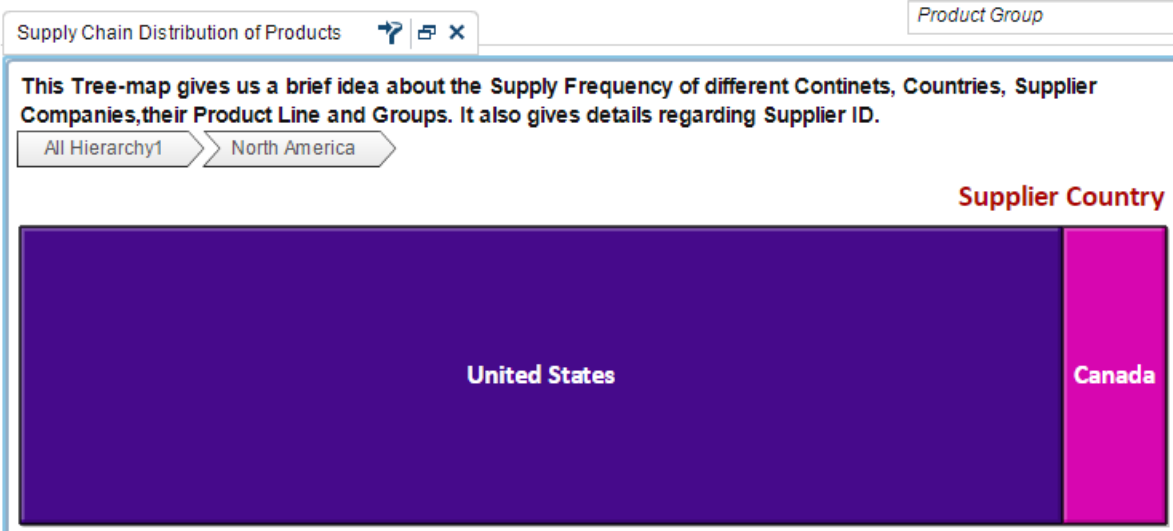 Product Group
Supply Chain Distribution of Products
This Tree-map gives us a brief idea about the Supply Frequency of different Continets, Countries, Supplier
Companies,their Product Line and Groups. It also gives details regarding Supplier ID.
All Hierarchy1 North America
Supplier Country
United States Canada